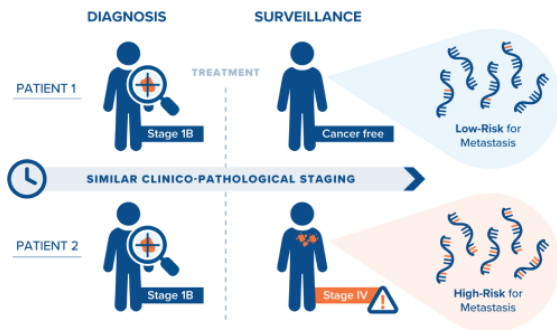 DIAGNOSIS
SURVEILLANCE
TREATMENT
PATIENT 1
Stage 1B
Cancer free
Low-Risk for
Metastasis
SIMILAR CLINICO-PATHOLOGICAL STAGING
PATIENT 2
Stage 1B
Stage IV
!
High-Risk for
Metastasis